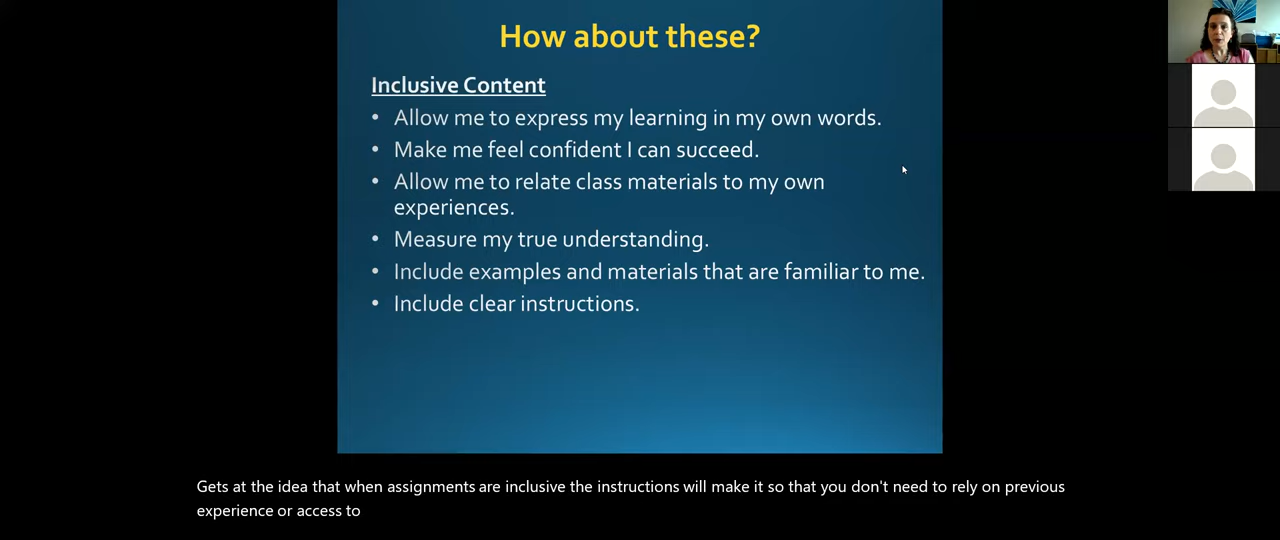 How about these?
Inclusive Content
• Allow me to express my learning in my own words.
• Make me feel confident I can succeed.
• Allow me to relate class materials to my own
experiences.
• Measure my true understanding.
• Include examples and materials that are familiar to me.
• Include clear instructions.
Gets at the idea that when assignments are inclusive the instructions will make it so that you don't need to rely on previous
experience or access to